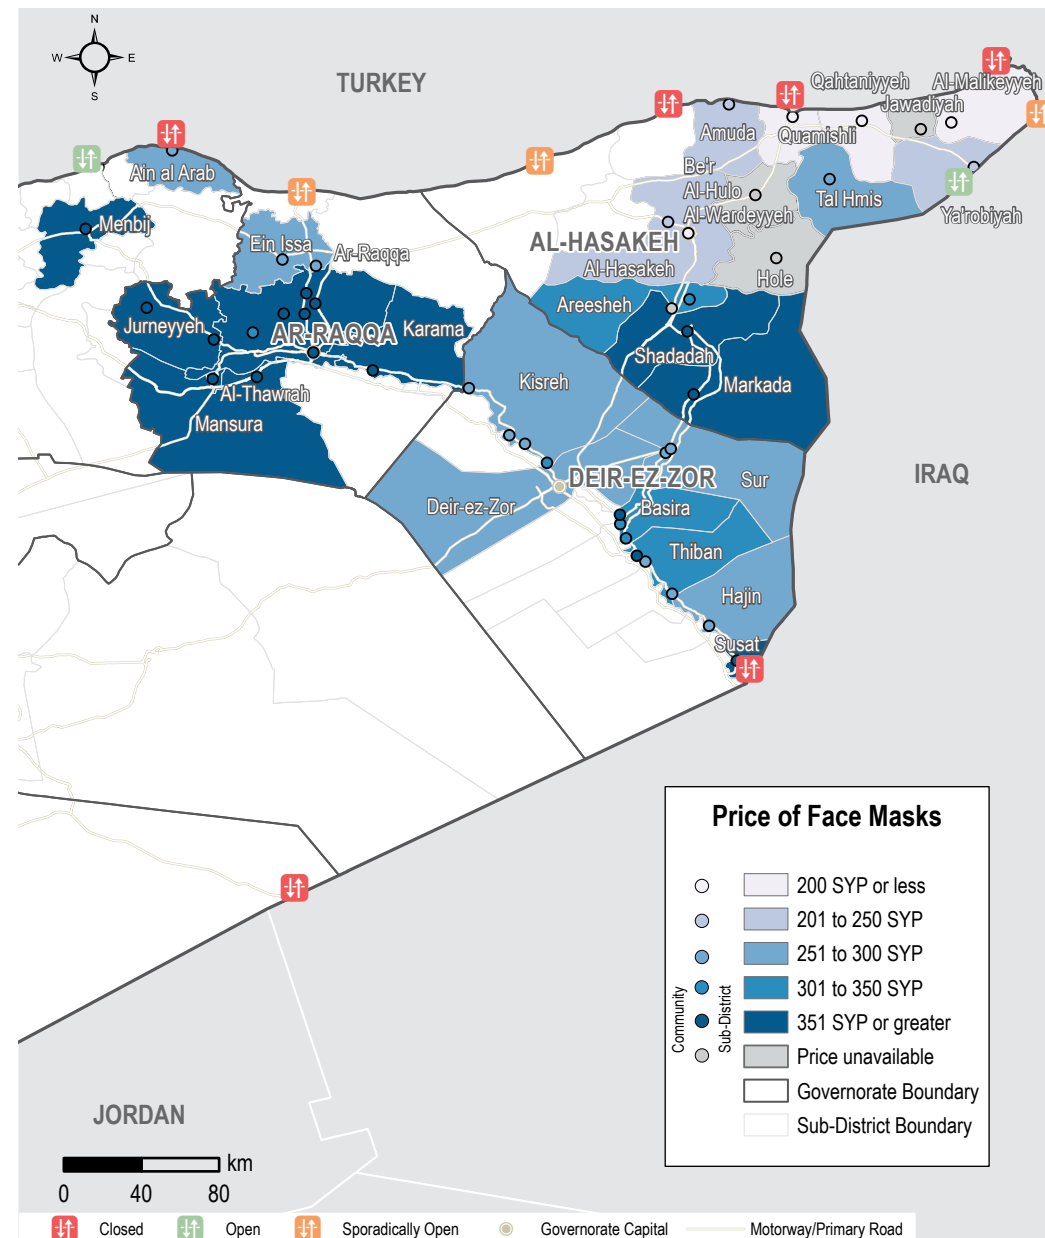 N
W E
S
TURKEY
Qahtaniyyeh
Al-Malikeyyeh
Jawadiyah
Amuda
Quamishli
Ain al Arab
Be'r
Al-Hulo
Al-Wardeyyeh
Tal Hmis
Ya'robiyah
Menbij
Ein Issa
Ar-Raqqa
AL-HASAKEH
Al-Hasakeh
Hole
Areesheh
Jurneyyeh
AR-RAQQA
Karama
Shadadah
Kisreh
Markada
Al-Thawrah
Mansura
IRAQ
DEIR-EZ-ZOR
Sur
Deir-ez-Zor
Basira
Thiban
Hajin
Susat
Price of Face Masks
200 SYP or less
201 to 250 SYP
251 to 300 SYP
301 to 350 SYP
351 SYP or greater
Price unavailable
Governorate Boundary
Sub-District Boundary
Community
Sub-District
JORDAN
km
0 40 80
Closed Open Sporadically Open Governorate Capital Motorway/Primary Road